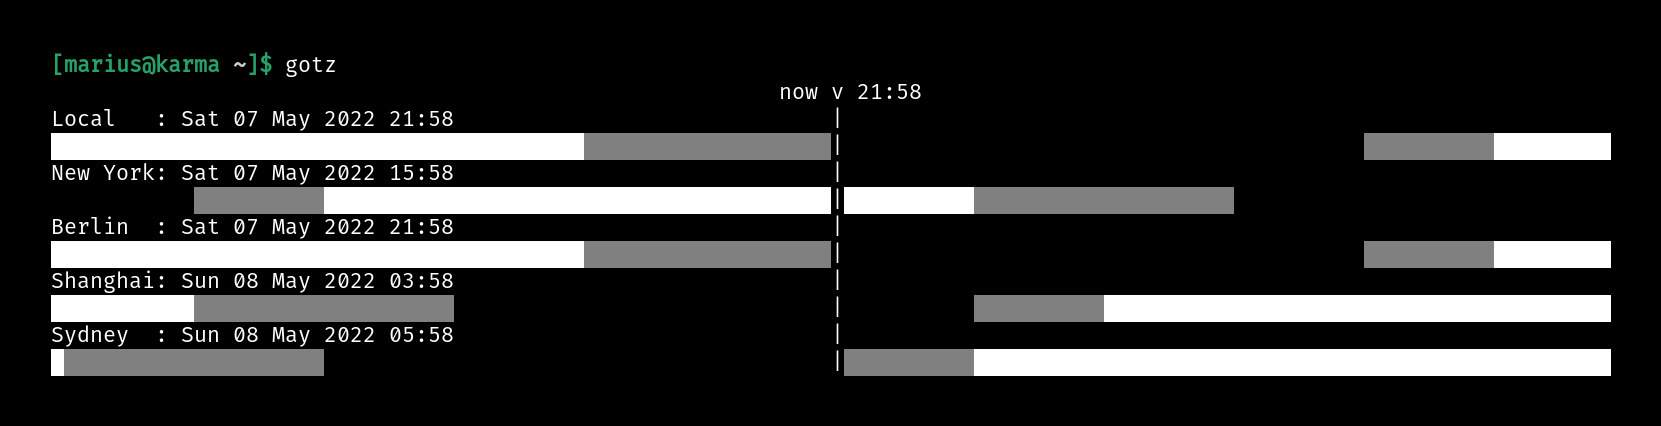 [marius@karma ~]$ gotz
now v 21:58
Local   : Sat 07 May 2022 21:58
New York: Sat 07 May 2022 15:58
Berlin  : Sat 07 May 2022 21:58
Shanghai: Sun 08 May 2022 03:58
Sydney  : Sun 08 May 2022 05:58